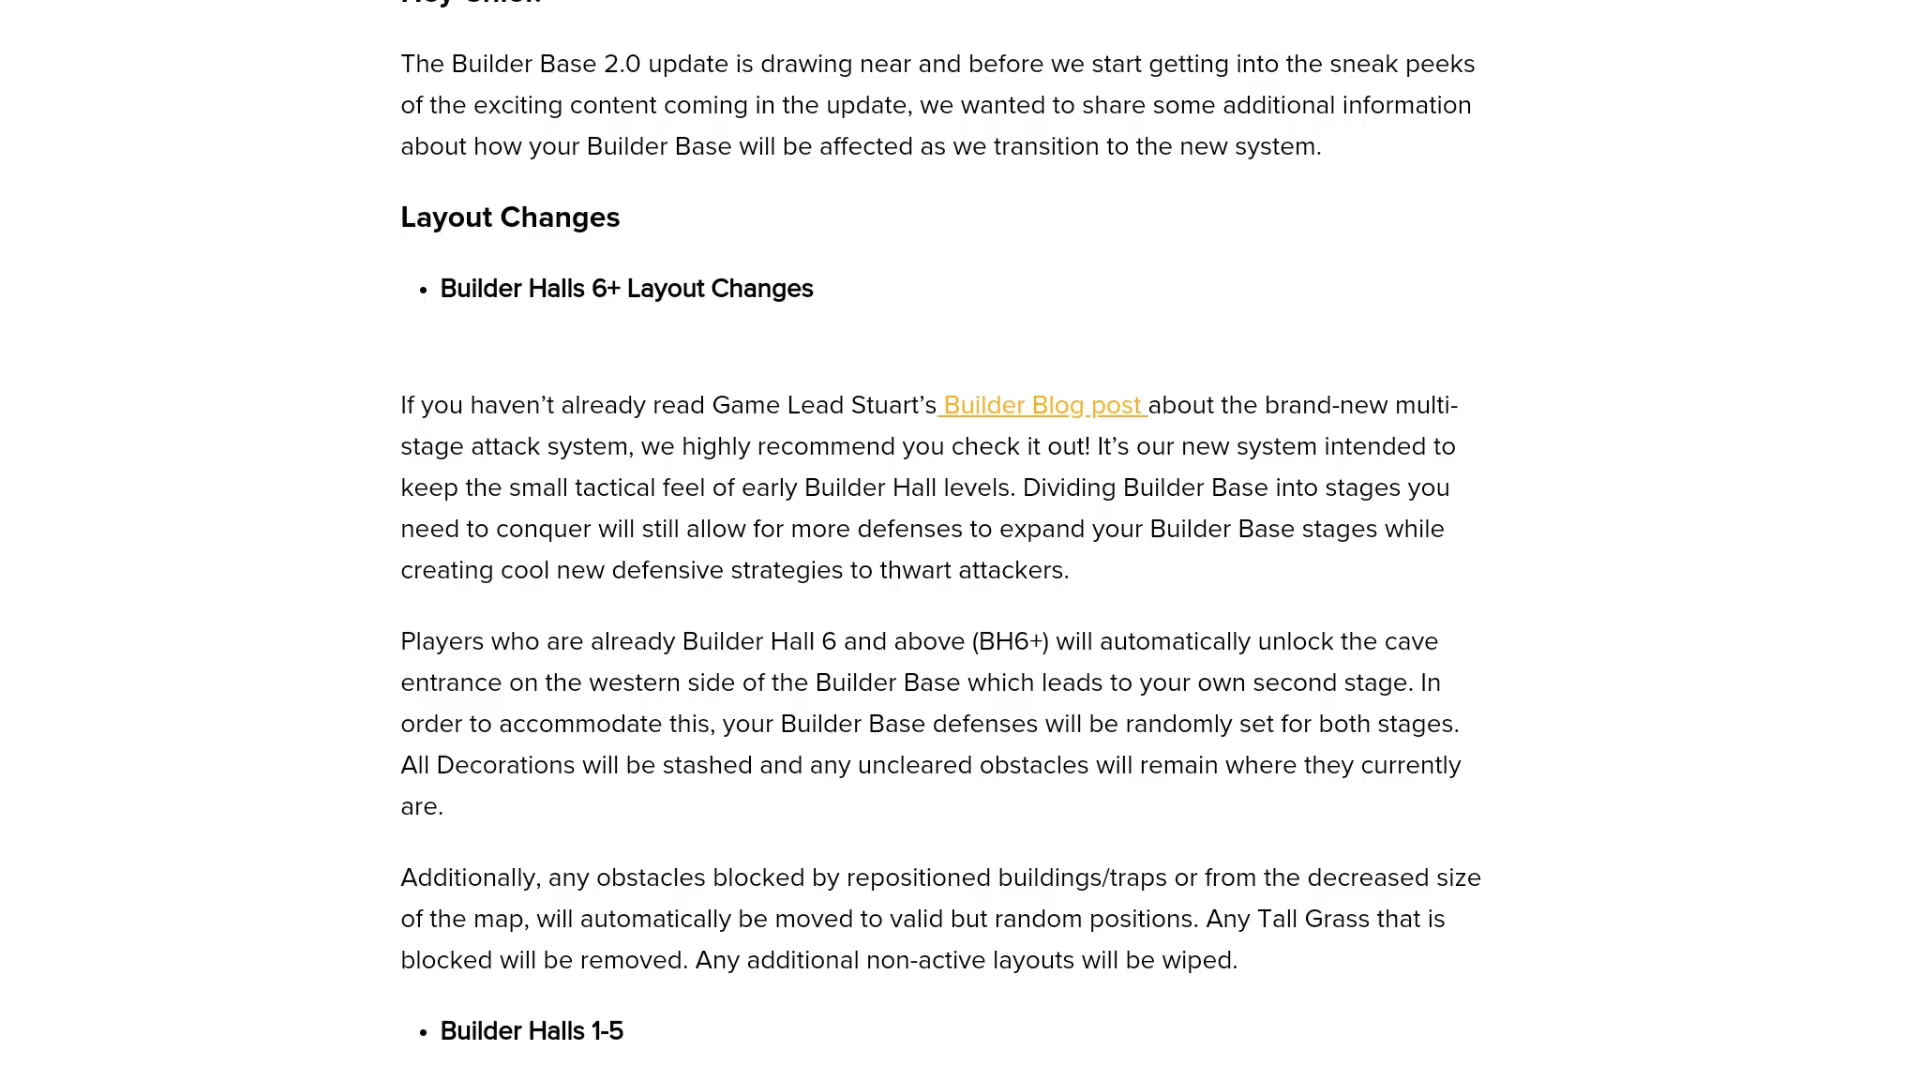 The Builder Base 2.0 update is drawing near and before we start getting into the sneak peeks
of the exciting content coming in the update, we wanted to share some additional information
about how your Builder Base will be affected as we transition to the new system.
Layout Changes
• Builder Halls 6+ Layout Changes
If you haven’t already read Game Lead Stuart’s Builder Blog post about the brand-new multi-
stage attack system, we highly recommend you check it out! It’s our new system intended to
keep the small tactical feel of early Builder Hall levels. Dividing Builder Base into stages you
need to conquer will still allow for more defenses to expand your Builder Base stages while
creating cool new defensive strategies to thwart attackers.
Players who are already Builder Hall 6 and above (BH6+) will automatically unlock the cave
entrance on the western side of the Builder Base which leads to your own second stage. In
order to accommodate this, your Builder Base defenses will be randomly set for both stages.
All Decorations will be stashed and any uncleared obstacles will remain where they currently
are.
Additionally, any obstacles blocked by repositioned buildings/traps or from the decreased size
of the map, will automatically be moved to valid but random positions. Any Tall Grass that is
blocked will be removed. Any additional non-active layouts will be wiped.
• Builder Halls 1-5